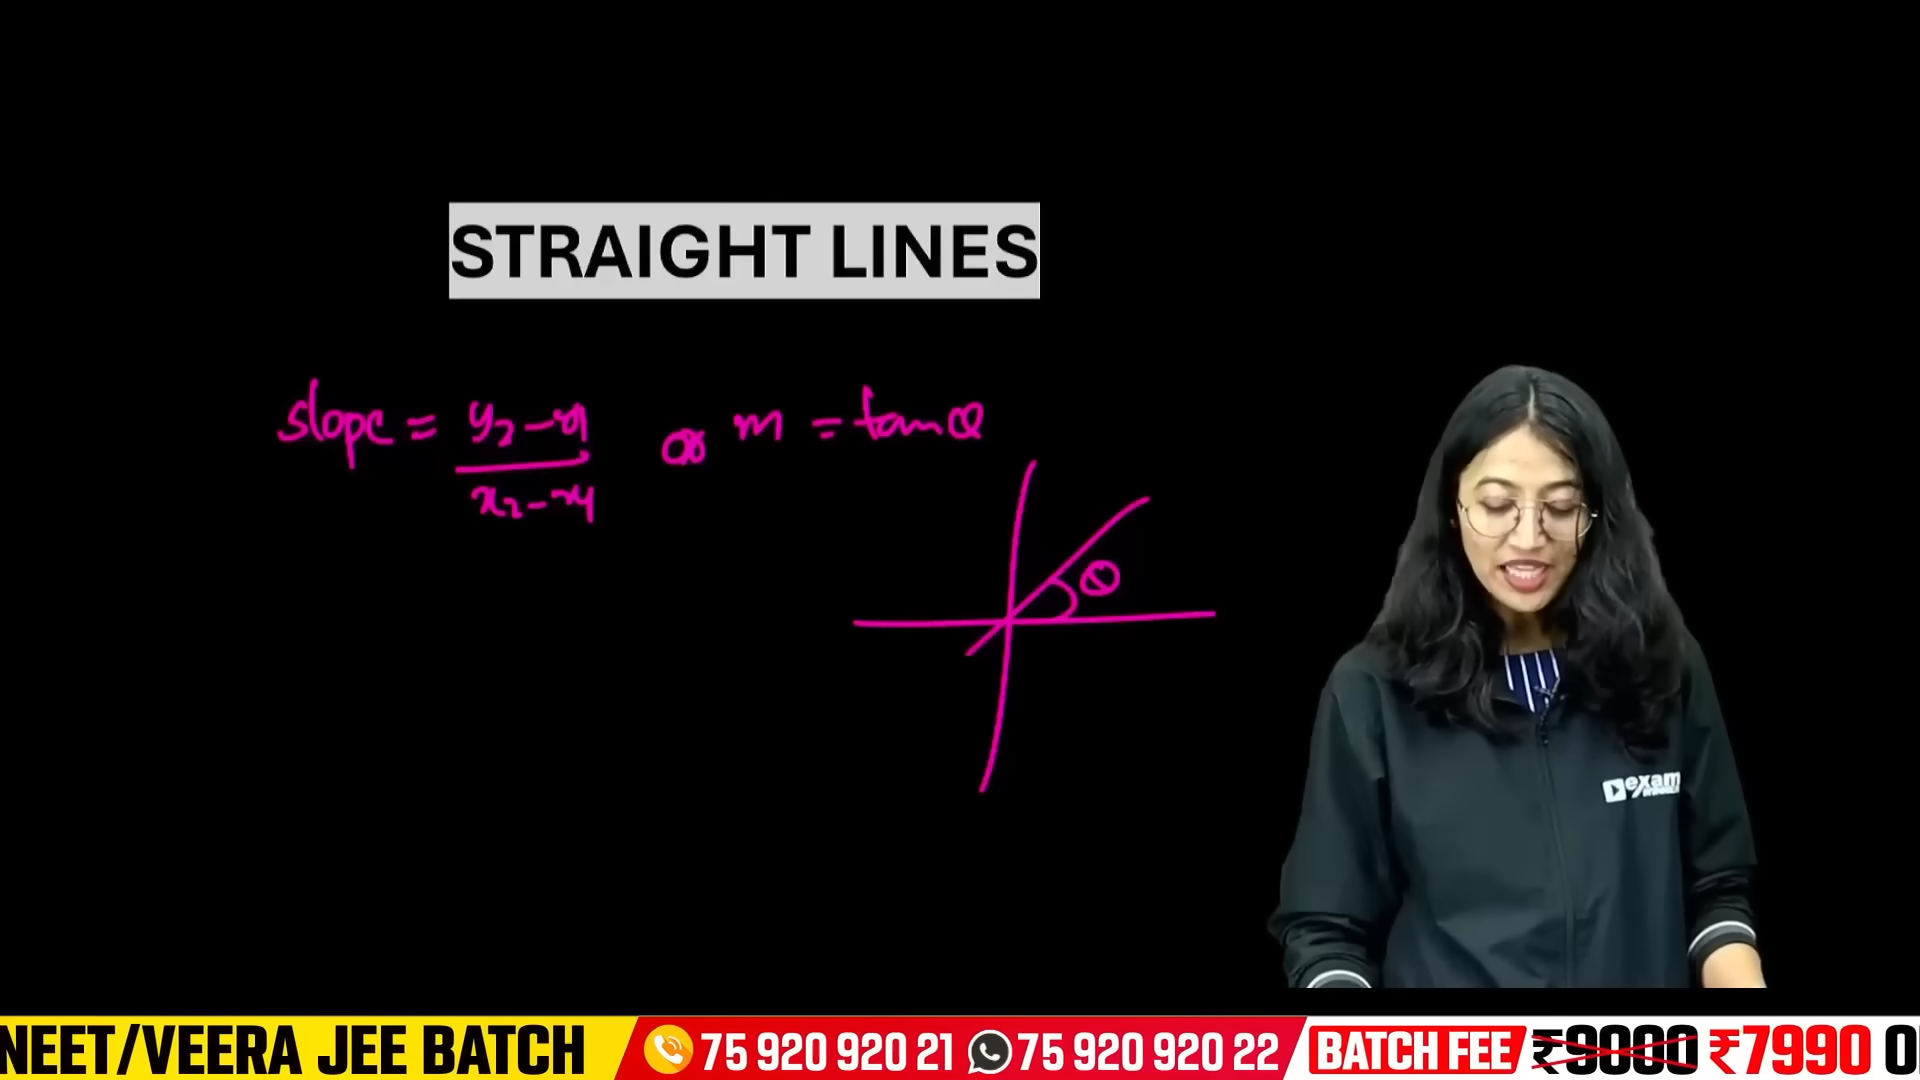 STRAIGHT LINES
slope = y₂-y₁ or m = tanθ
x₂-x₁
θ
exam
NEET/VEERA JEE BATCH 75 920 920 21 75 920 920 22 BATCH FEE ₹9000 ₹7990